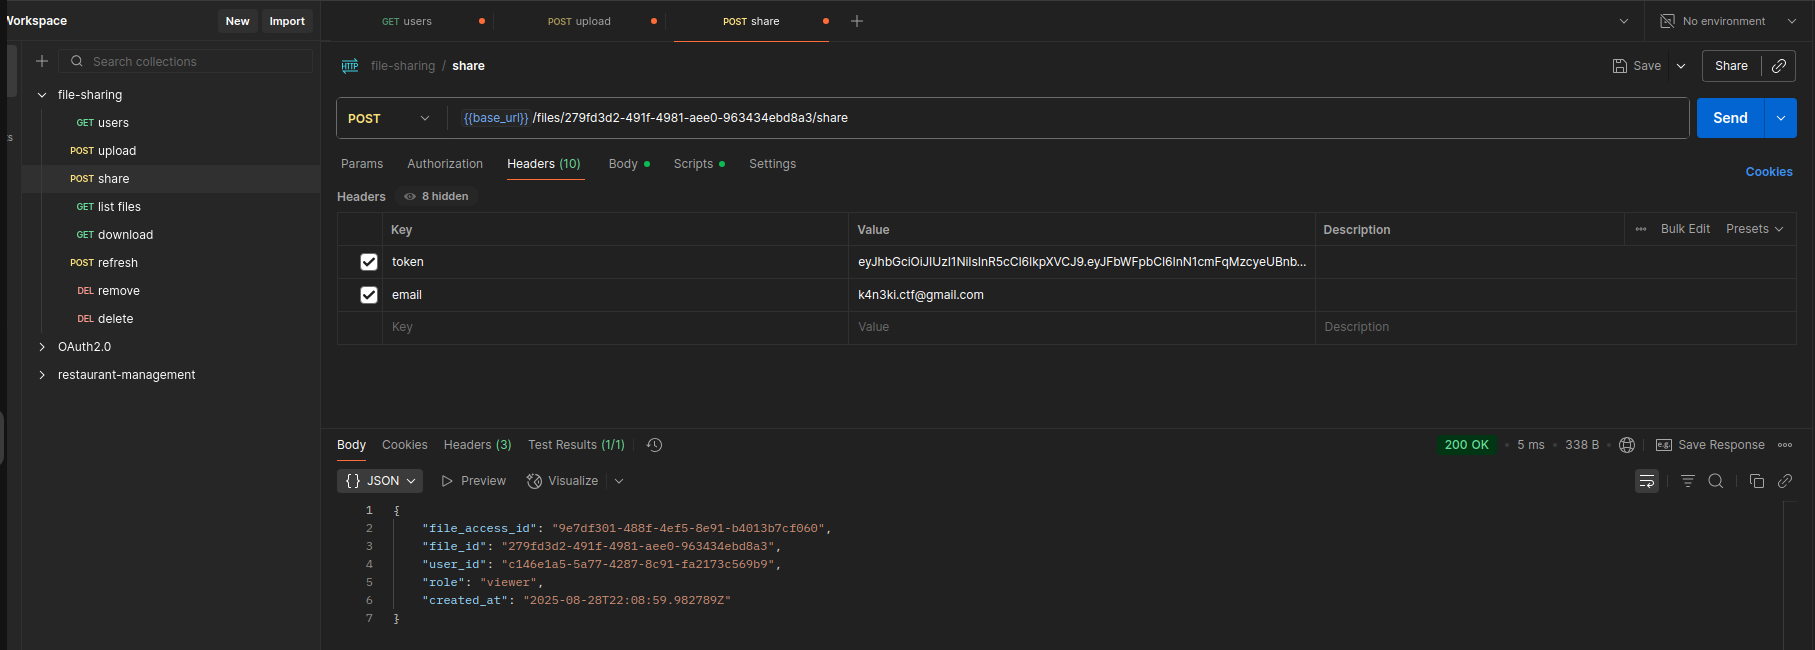 Workspace
New
Import
GET users
POST upload
POST share
No environment
Search collections
file-sharing
GET users
POST upload
POST share
GET list files
GET download
POST refresh
DEL remove
DEL delete
OAuth2.0
restaurant-management
s
HTTP file-sharing / share
Save
Share
POST
{{base_url}} /files/279fd3d2-491f-4981-aee0-963434ebd8a3/share
Send
Params Authorization Headers (10) Body Scripts Settings
Cookies
Headers 8 hidden
Key Value Description Bulk Edit Presets
token eyJhbGciOiJIUzI1NiIsInR5cCI6IkpXVCJ9.eyJFbWFpbCI6InN1cmFqMzcyeUBnb...
email k4n3ki.ctf@gmail.com
Key Value Description
Body Cookies Headers (3) Test Results (1/1)
200 OK • 5 ms • 338 B e.g. Save Response
{} JSON Preview Visualize
1 {
2 "file_access_id": "9e7df301-488f-4ef5-8e91-b4013b7cf060",
3 "file_id": "279fd3d2-491f-4981-aee0-963434ebd8a3",
4 "user_id": "c146e1a5-5a77-4287-8c91-fa2173c569b9",
5 "role": "viewer",
6 "created_at": "2025-08-28T22:08:59.982789Z"
7 }